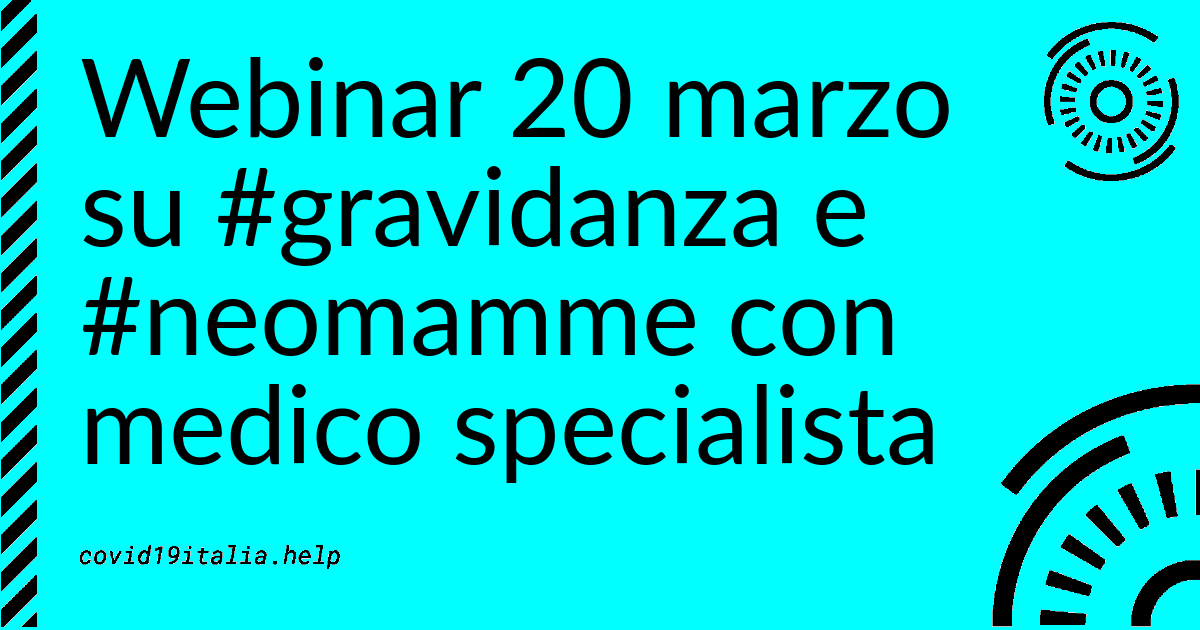 Webinar 20 marzo
su #gravidanza e
#neomamme con
medico specialista
covid19italia.help